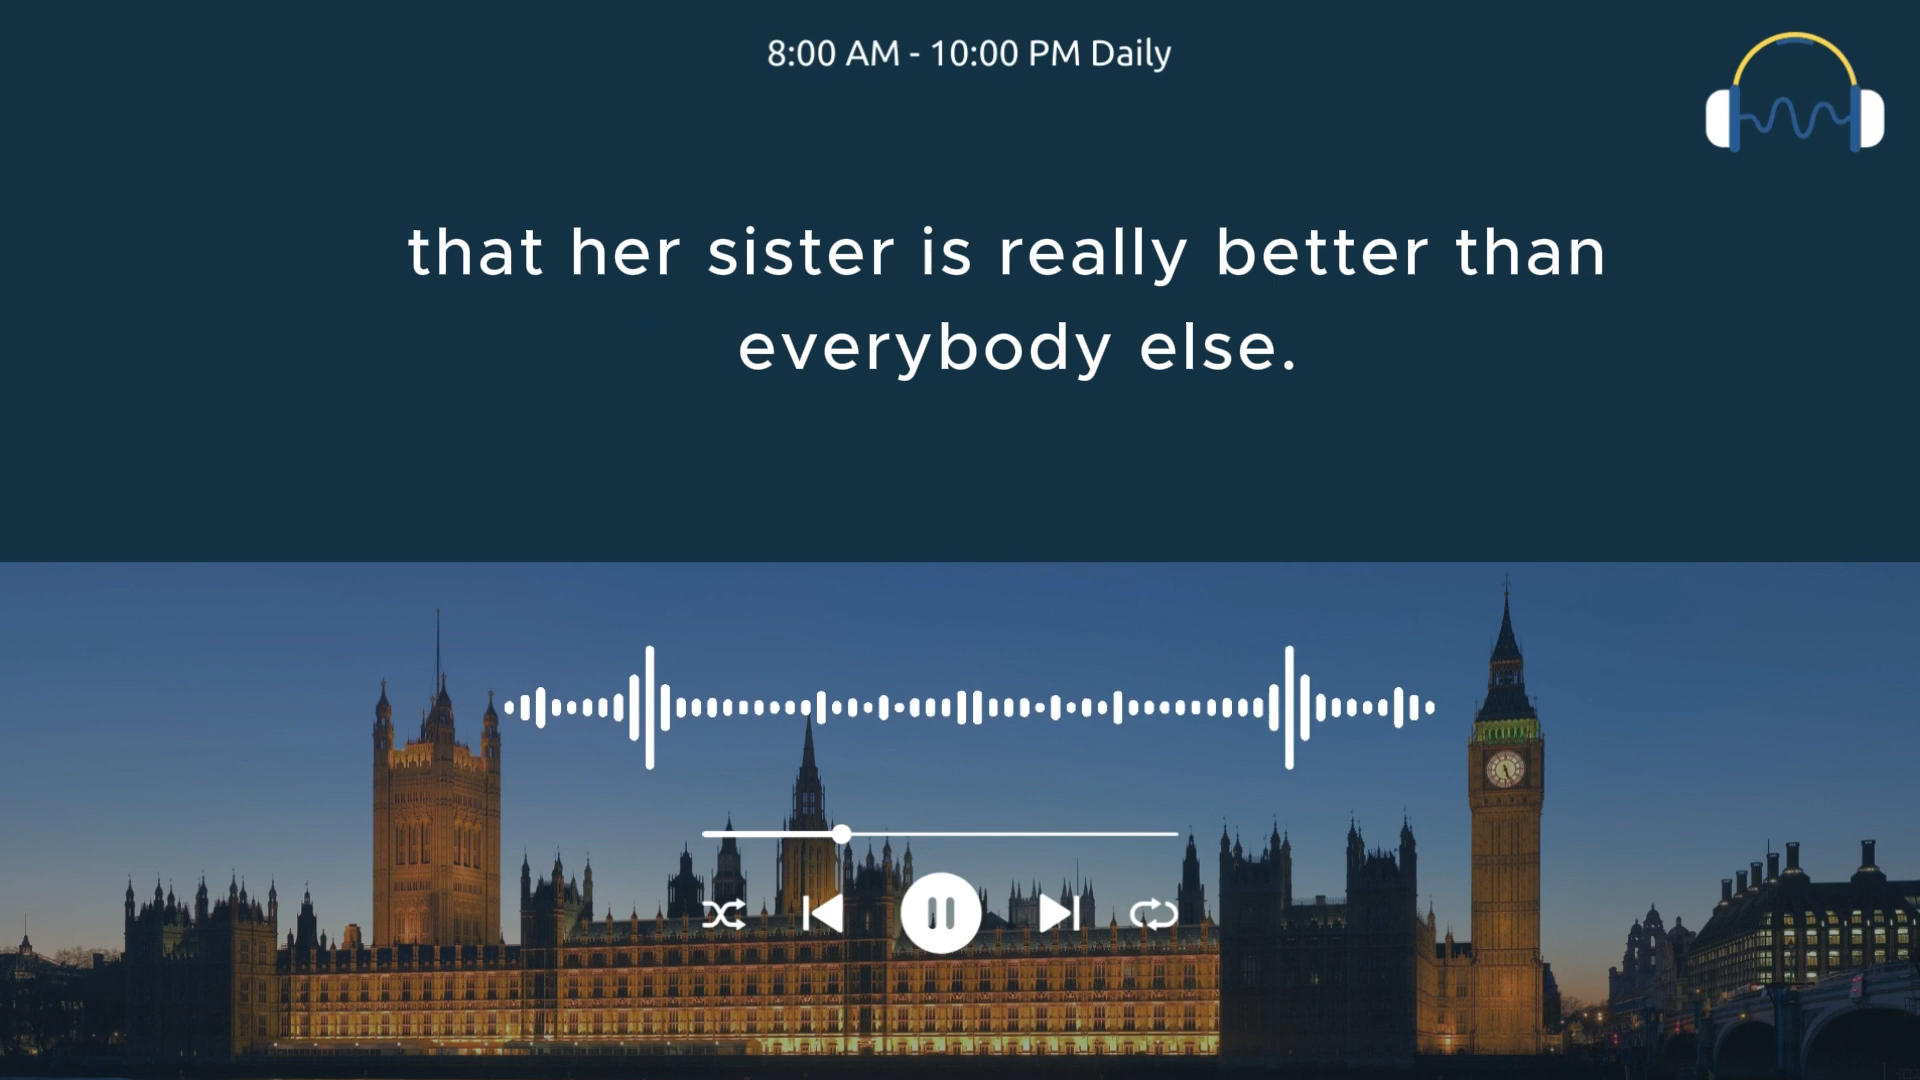 8:00 AM - 10:00 PM Daily
that her sister is really better than
everybody else.